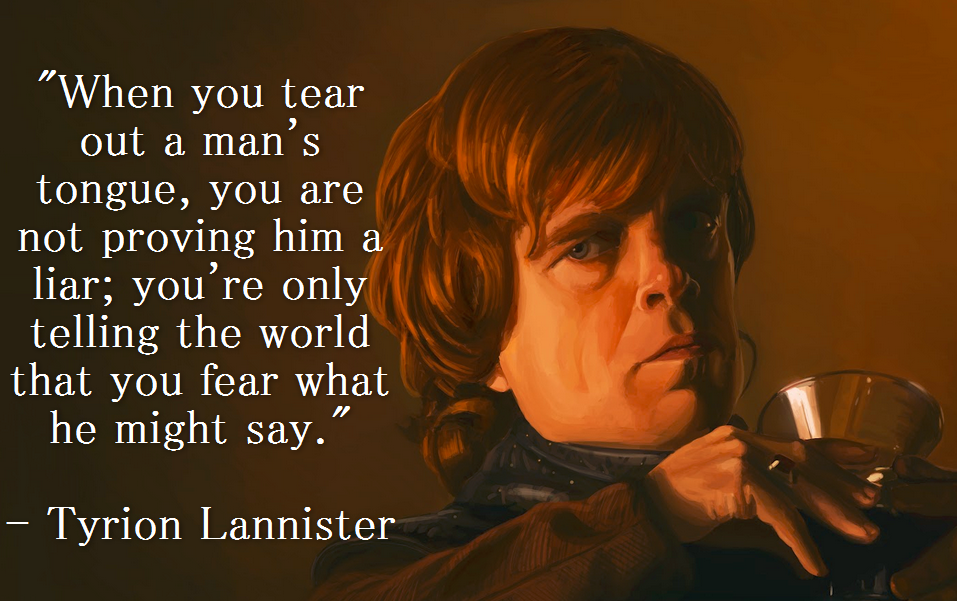 "When you tear
out a man's
tongue, you are
not proving him a
liar; you're only
telling the world
that you fear what
he might say."
- Tyrion Lannister